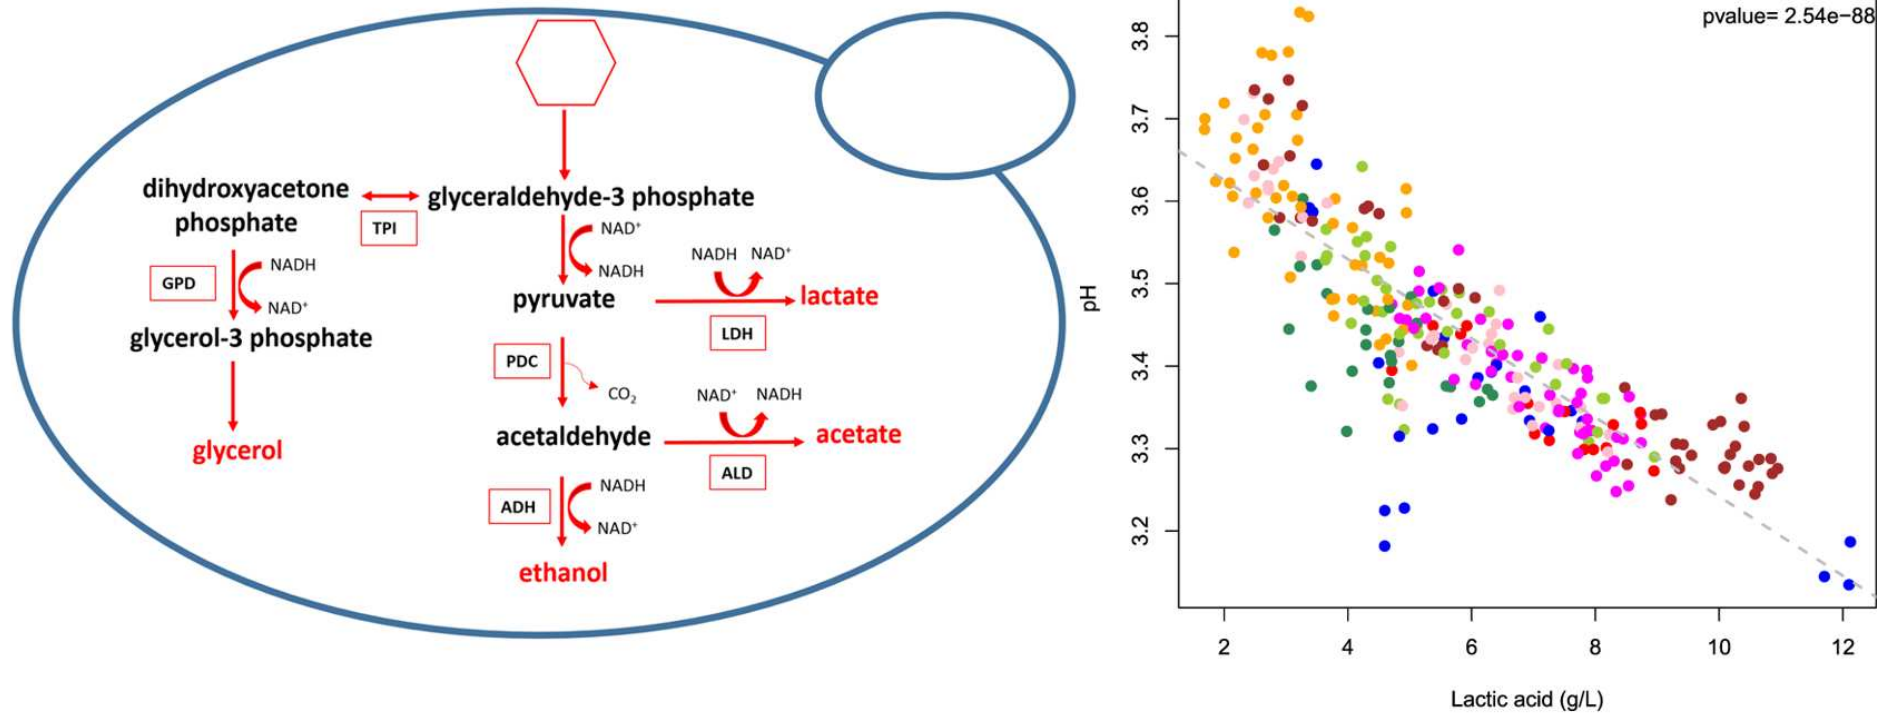 dihydroxyacetone
phosphate
glyceraldehyde-3 phosphate
TPI
NAD⁺
NADH
GPD
NADH
NAD⁺
glycerol-3 phosphate
pyruvate
NADH NAD⁺
lactate
LDH
PDC
CO₂
glycerol
acetaldehyde
NAD⁺ NADH
acetate
ALD
ADH
NADH
NAD⁺
ethanol
pvalue= 2.54e−88
pH
3.8
3.7
3.6
3.5
3.4
3.3
3.2
2 4 6 8 10 12
Lactic acid (g/L)